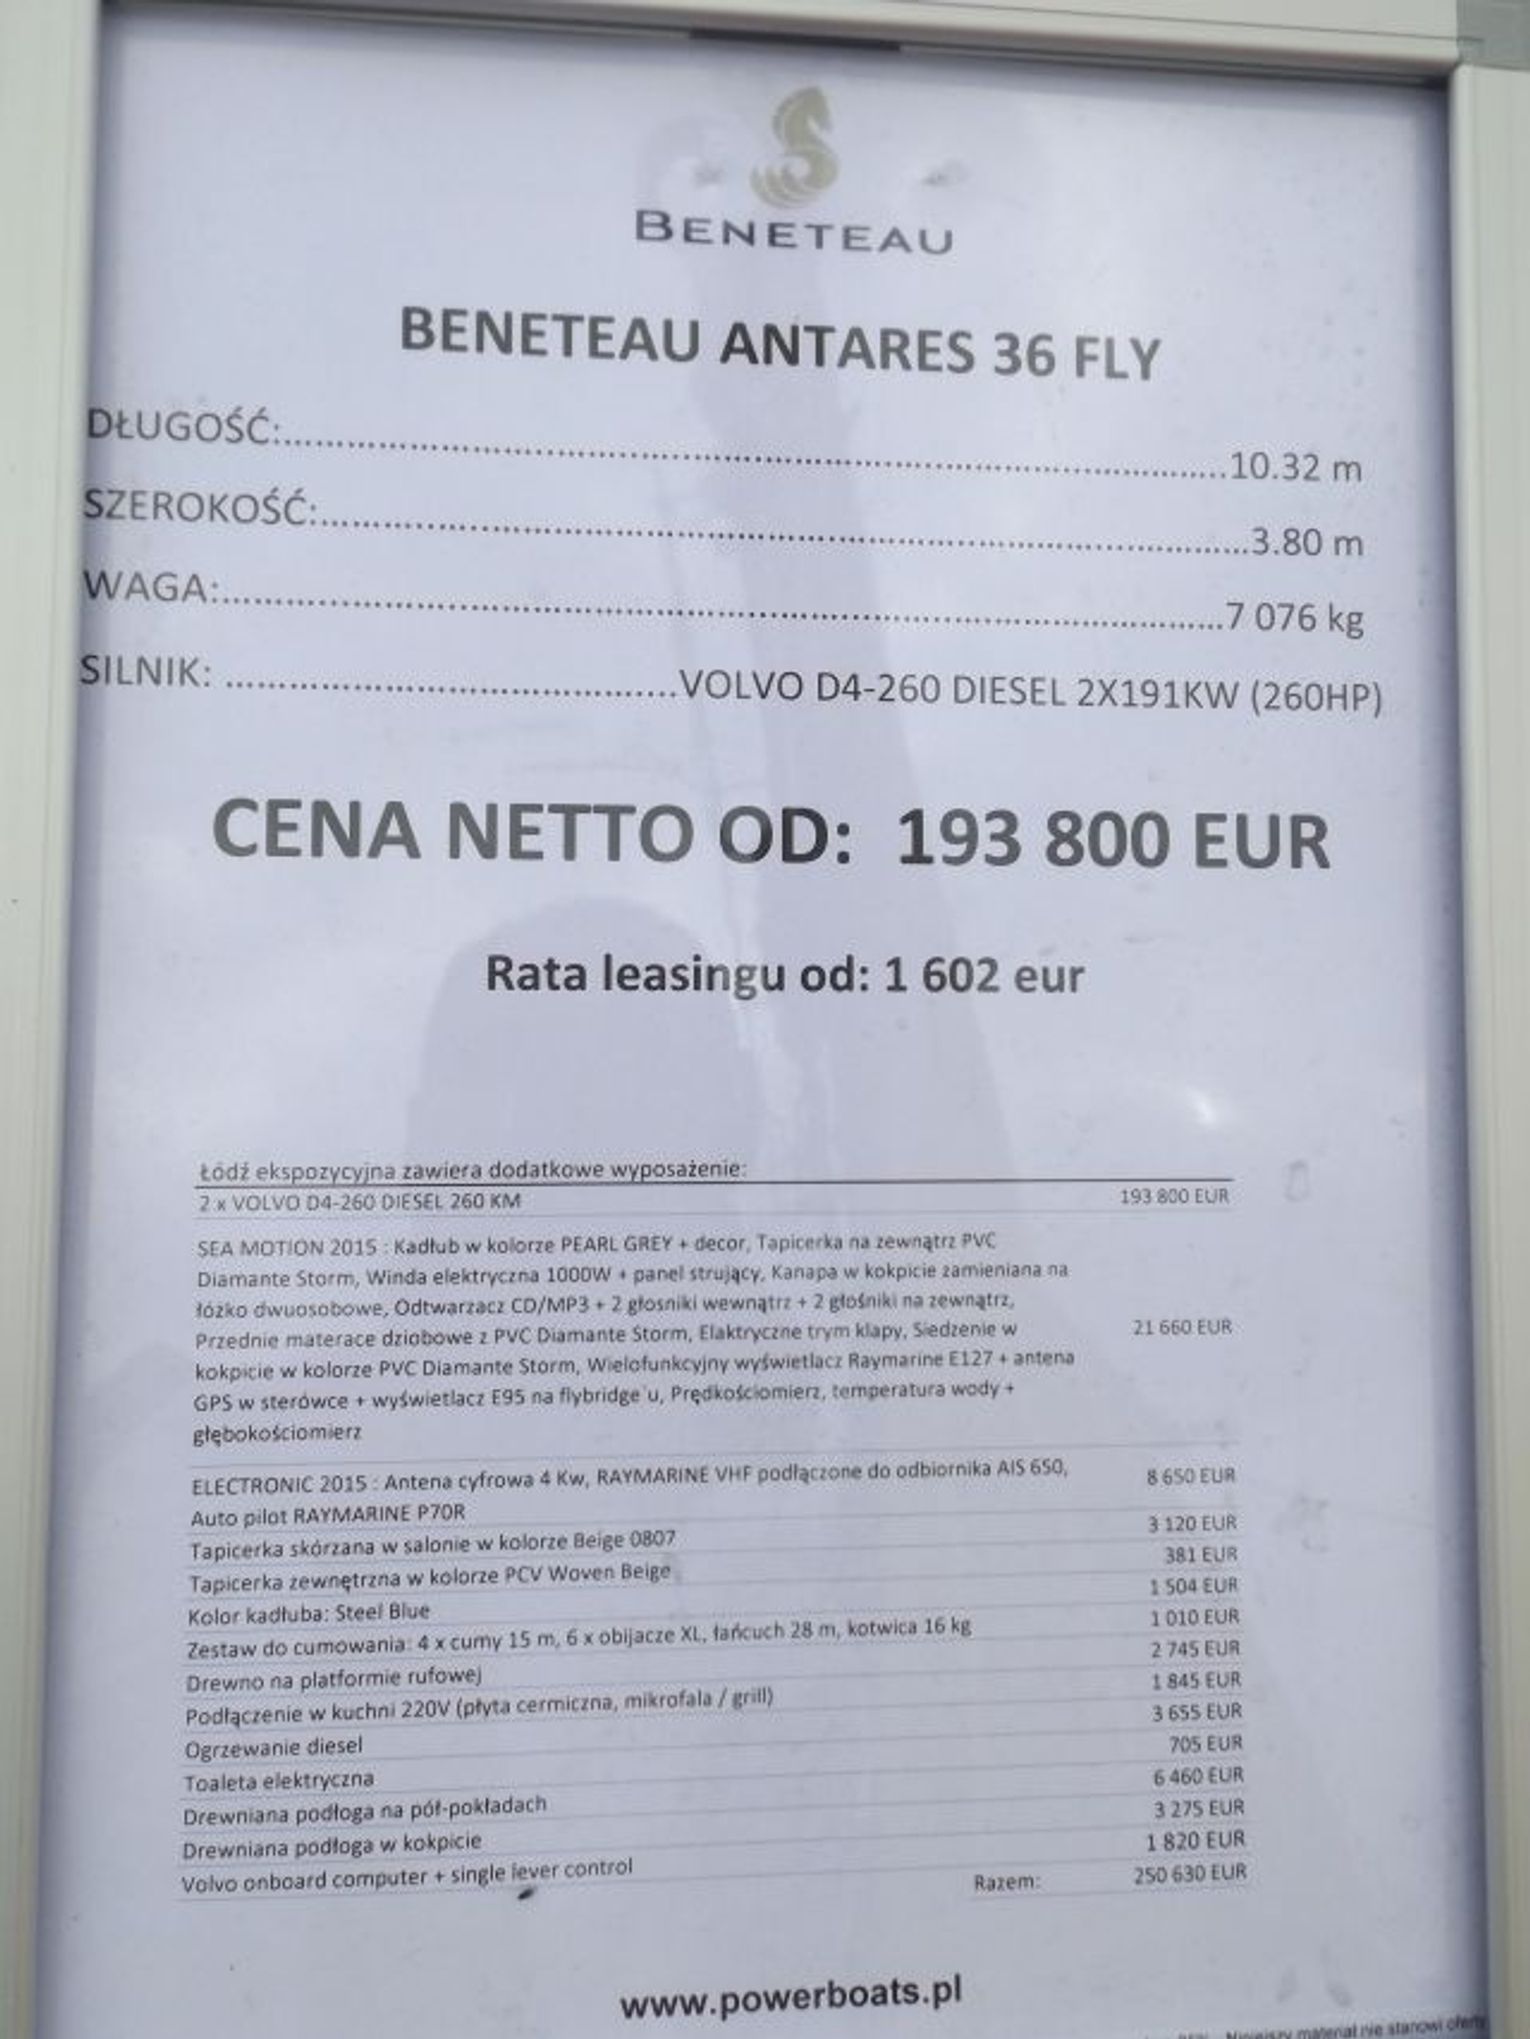 BENETEAU
BENETEAU ANTARES 36 FLY
DŁUGOŚĆ:..........10.32 m
SZEROKOŚĆ:..........3.80 m
WAGA:..........7 076 kg
SILNIK: ..........VOLVO D4-260 DIESEL 2X191KW (260HP)
CENA NETTO OD: 193 800 EUR
Rata leasingu od: 1 602 eur
Łódź ekspozycyjna zawiera dodatkowe wyposażenie:
2 x VOLVO D4-260 DIESEL 260 KM 193 800 EUR
SEA MOTION 2015 : Kadłub w kolorze PEARL GREY + decor, Tapicerka na zewnątrz PVC
Diamante Storm, Winda elektryczna 1000W + panel strujący, Kanapa w kokpicie zamieniana na
łóżko dwuosobowe, Odtwarzacz CD/MP3 + 2 głosniki wewnątrz + 2 głośniki na zewnątrz,
Przednie materace dziobowe z PVC Diamante Storm, Elaktryczne trym klapy, Siedzenie w 21 660 EUR
kokpicie w kolorze PVC Diamante Storm, Wielofunkcyjny wyświetlacz Raymarine E127 + antena
GPS w sterówce + wyświetlacz E95 na flybridge'u, Prędkościomierz, temperatura wody +
głębokościomierz
ELECTRONIC 2015 : Antena cyfrowa 4 Kw, RAYMARINE VHF podłączone do odbiornika AIS 650, 8 650 EUR
Auto pilot RAYMARINE P70R
Tapicerka skórzana w salonie w kolorze Beige 0807 3 120 EUR
Tapicerka zewnętrzna w kolorze PCV Woven Beige 381 EUR
Kolor kadłuba: Steel Blue 1 504 EUR
Zestaw do cumowania: 4 x cumy 15 m, 6 x obijacze XL, łańcuch 28 m, kotwica 16 kg 1 010 EUR
Drewno na platformie rufowej 2 745 EUR
Podłączenie w kuchni 220V (płyta cermiczna, mikrofala / grill) 1 845 EUR
Ogrzewanie diesel 3 655 EUR
Toaleta elektryczna 705 EUR
Drewniana podłoga na pół-pokładach 6 460 EUR
Drewniana podłoga w kokpicie 3 275 EUR
Volvo onboard computer + single lever control 1 820 EUR
Razem: 250 630 EUR
www.powerboats.pl
Niniejszy materiał nie stanowi oferty